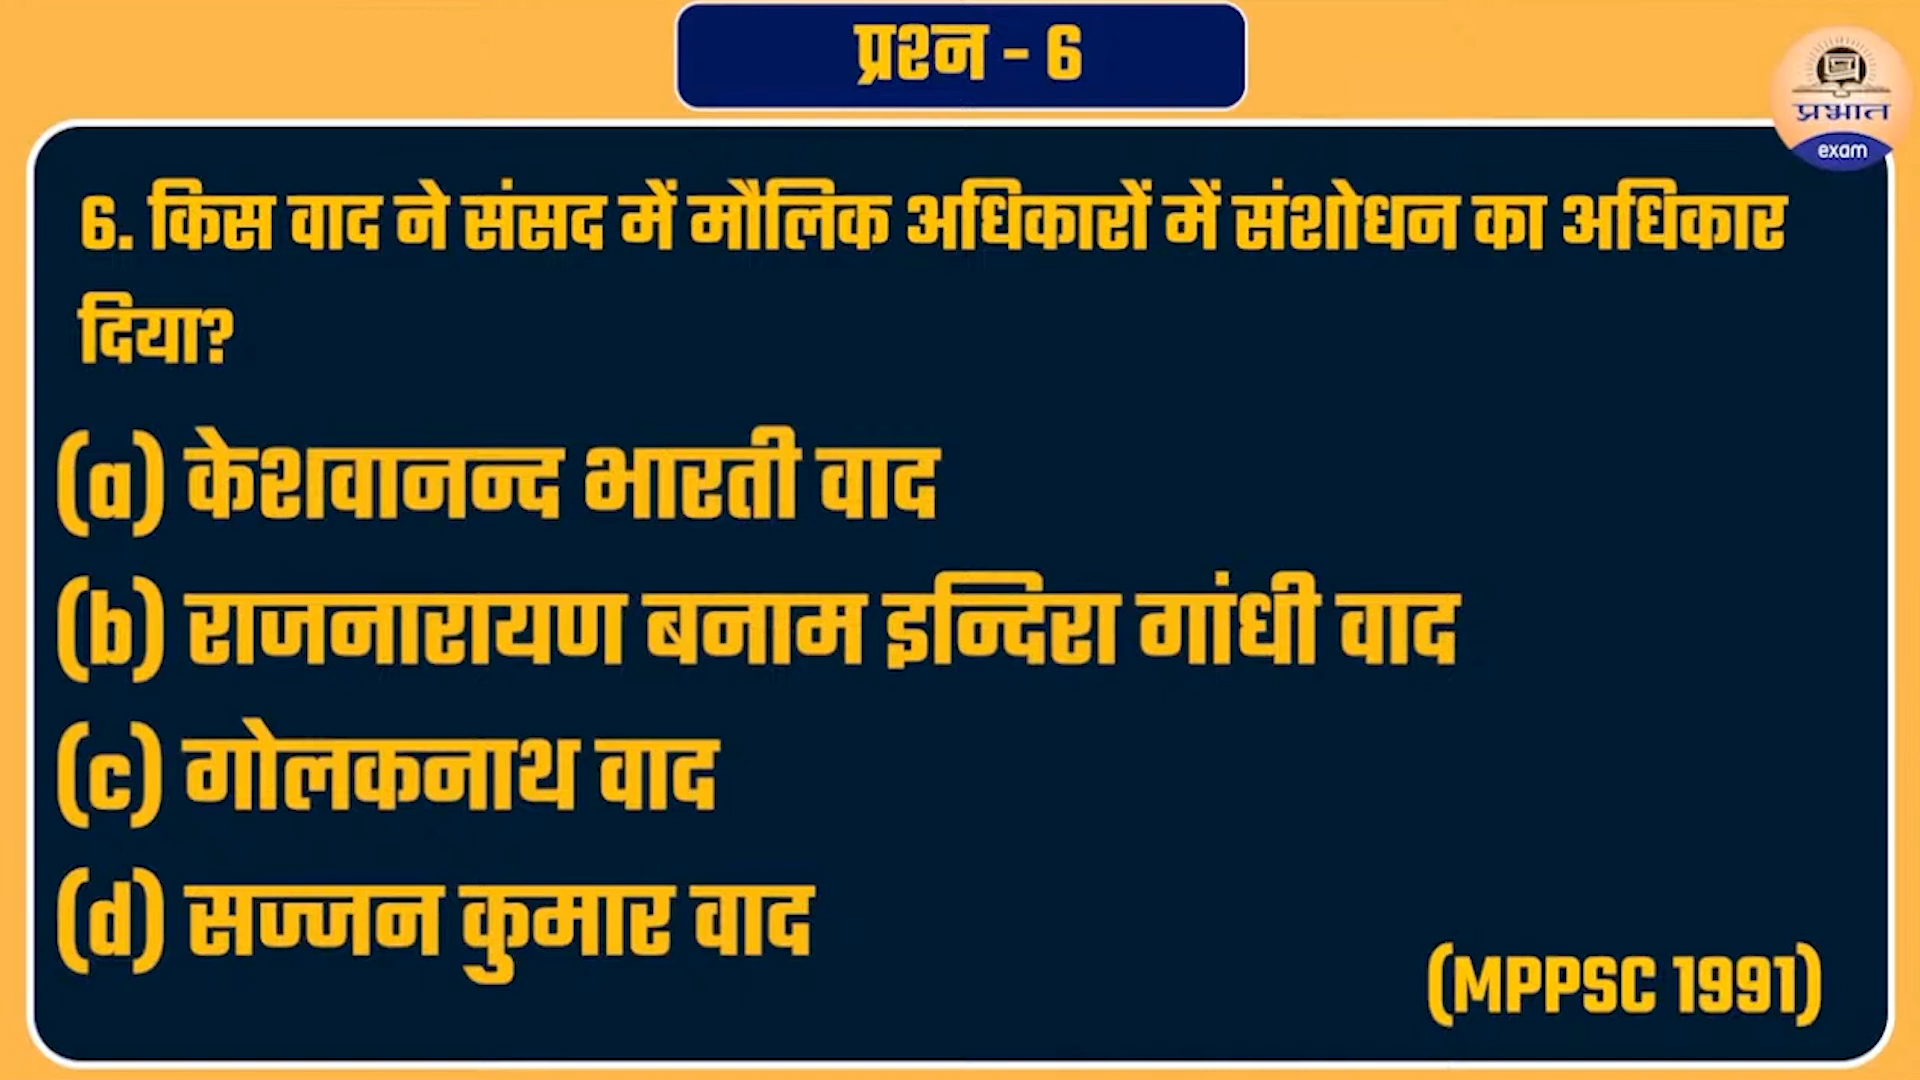 प्रश्न - 6
प्रभात
exam
6. किस वाद ने संसद में मौलिक अधिकारों में संशोधन का अधिकार
दिया?
(a) केशवानन्द भारती वाद
(b) राजनारायण बनाम इन्दिरा गांधी वाद
(c) गोलकनाथ वाद
(d) सज्जन कुमार वाद
(MPPSC 1991)